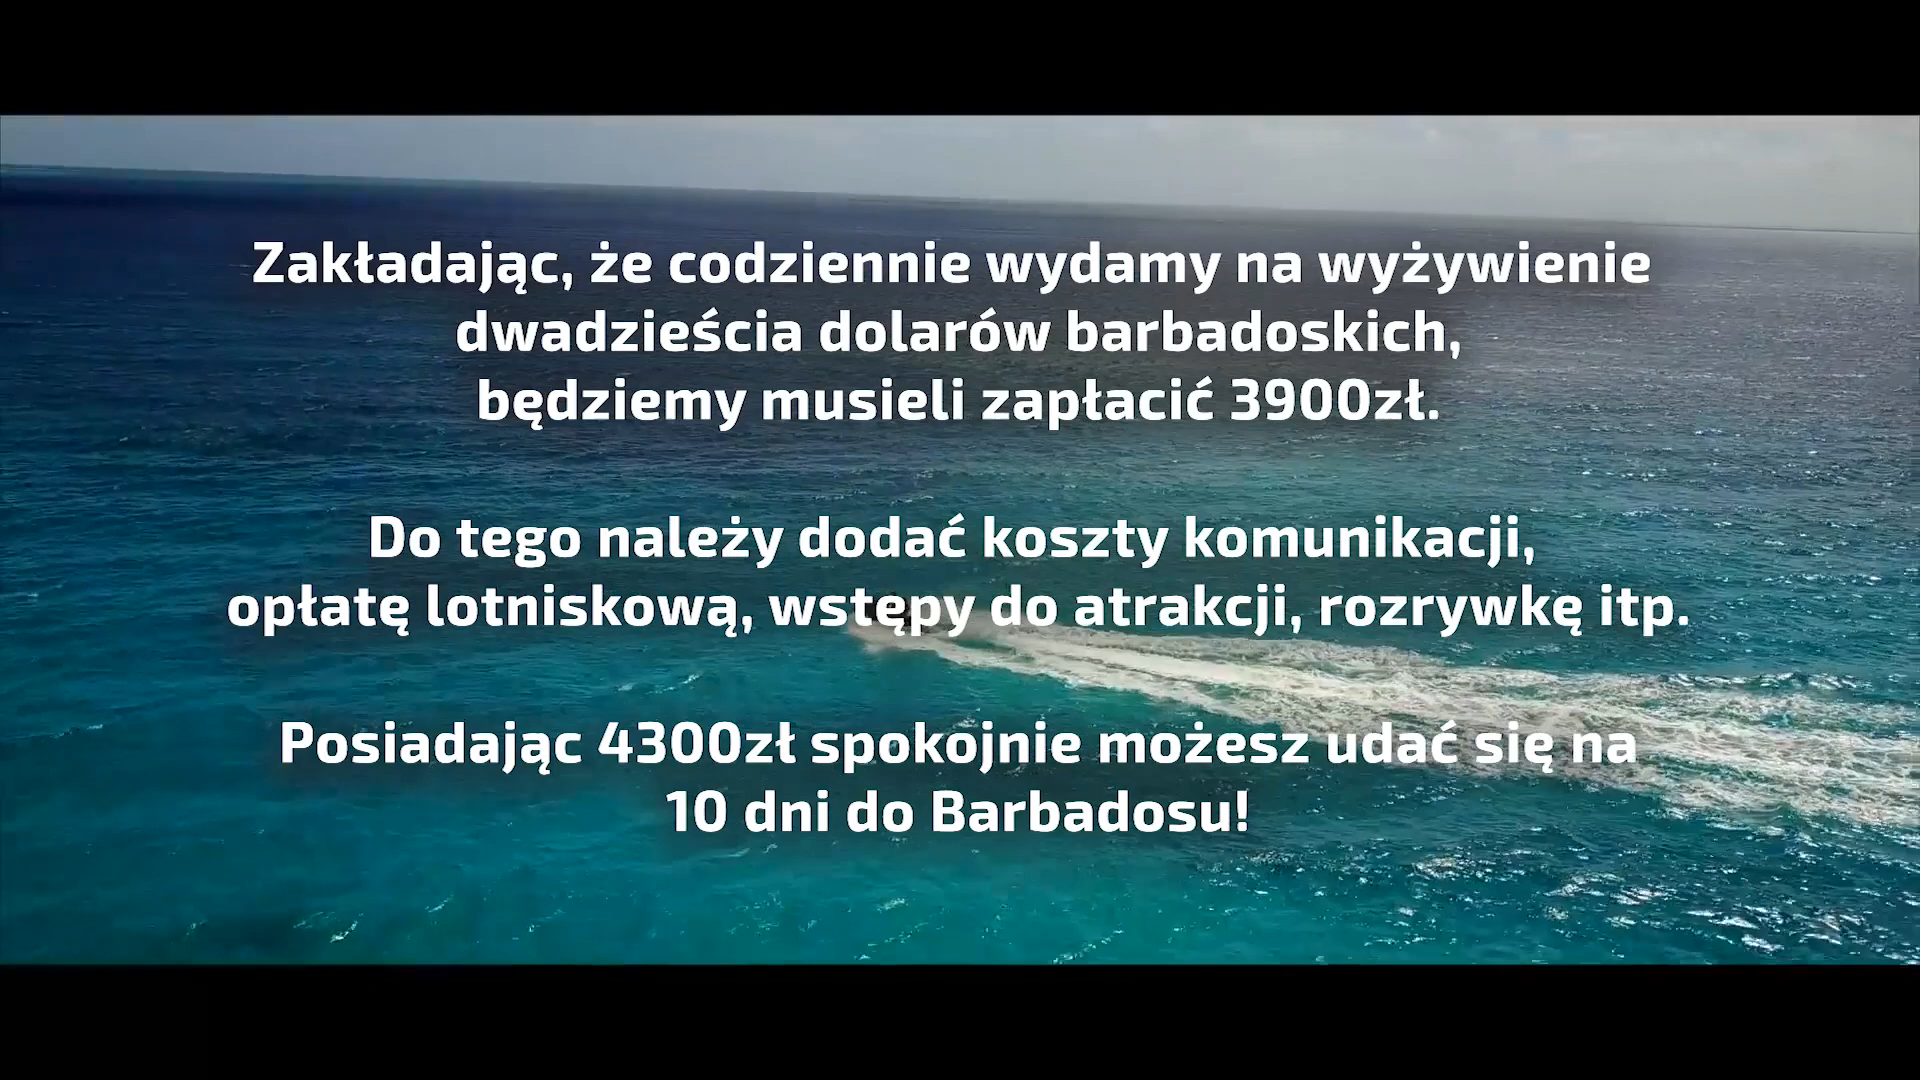 Zakładając, że codziennie wydamy na wyżywienie
dwadzieścia dolarów barbadoskich,
będziemy musieli zapłacić 3900zł.
Do tego należy dodać koszty komunikacji,
opłatę lotniskową, wstępy do atrakcji, rozrywkę itp.
Posiadając 4300zł spokojnie możesz udać się na
10 dni do Barbadosu!